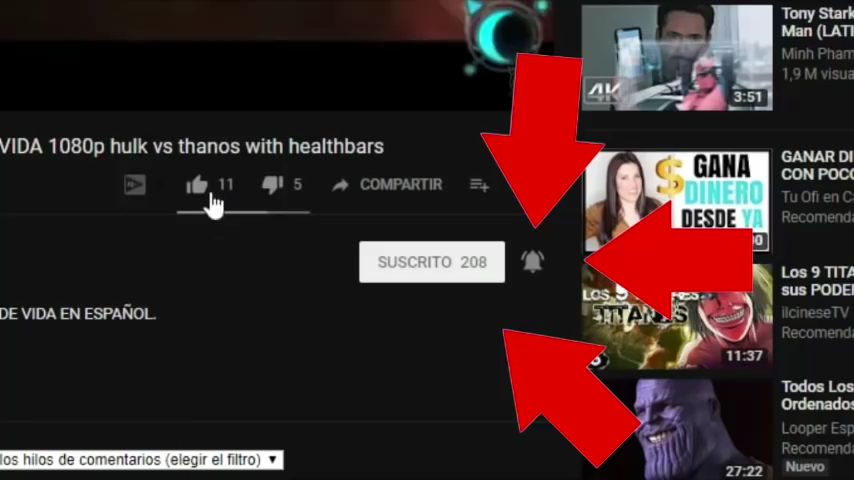 Tony Stark
Man (LATI
Minh Pham
1,9 M visua
4K
3:51
VIDA 1080p hulk vs thanos with healthbars
11
5
COMPARTIR
GANA
DINERO
DESDE YA
GANAR DI
CON POCO
Tu Ofi en Ca
Recomenda
SUSCRITO 208
DE VIDA EN ESPAÑOL.
LOS 9
TITANES
11:37
Los 9 TITA
sus PODE
ilcineseTV
Recomenda
Todos Los
Ordenados
Looper Esp
Recomenda
Nuevo
27:22
los hilos de comentarios (elegir el filtro)